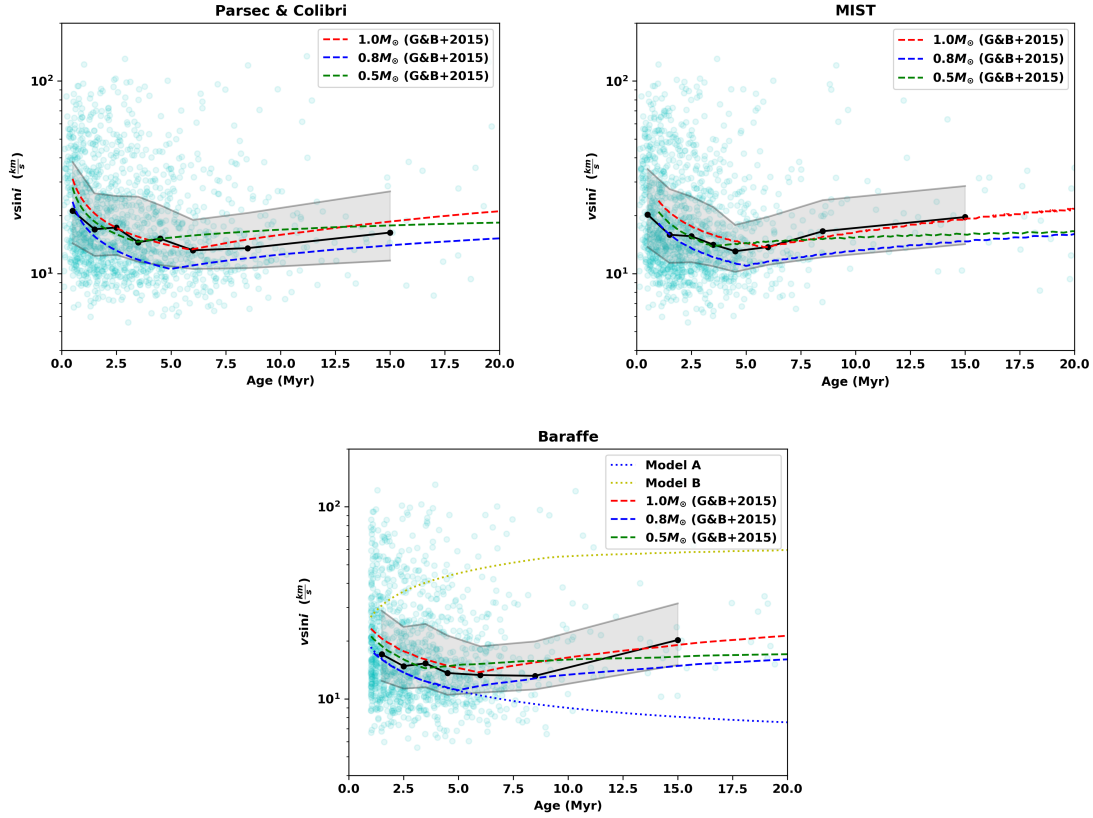 Parsec & Colibri
1.0M⊙ (G&B+2015)
0.8M⊙ (G&B+2015)
0.5M⊙ (G&B+2015)
10²
10¹
vsini (km/s)
0.0 2.5 5.0 7.5 10.0 12.5 15.0 17.5 20.0
Age (Myr)
MIST
1.0M⊙ (G&B+2015)
0.8M⊙ (G&B+2015)
0.5M⊙ (G&B+2015)
10²
10¹
vsini (km/s)
0.0 2.5 5.0 7.5 10.0 12.5 15.0 17.5 20.0
Age (Myr)
Baraffe
Model A
Model B
1.0M⊙ (G&B+2015)
0.8M⊙ (G&B+2015)
0.5M⊙ (G&B+2015)
10²
10¹
vsini (km/s)
0.0 2.5 5.0 7.5 10.0 12.5 15.0 17.5 20.0
Age (Myr)